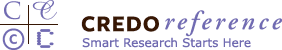 C C
CREDO reference
© C
Smart Research Starts Here